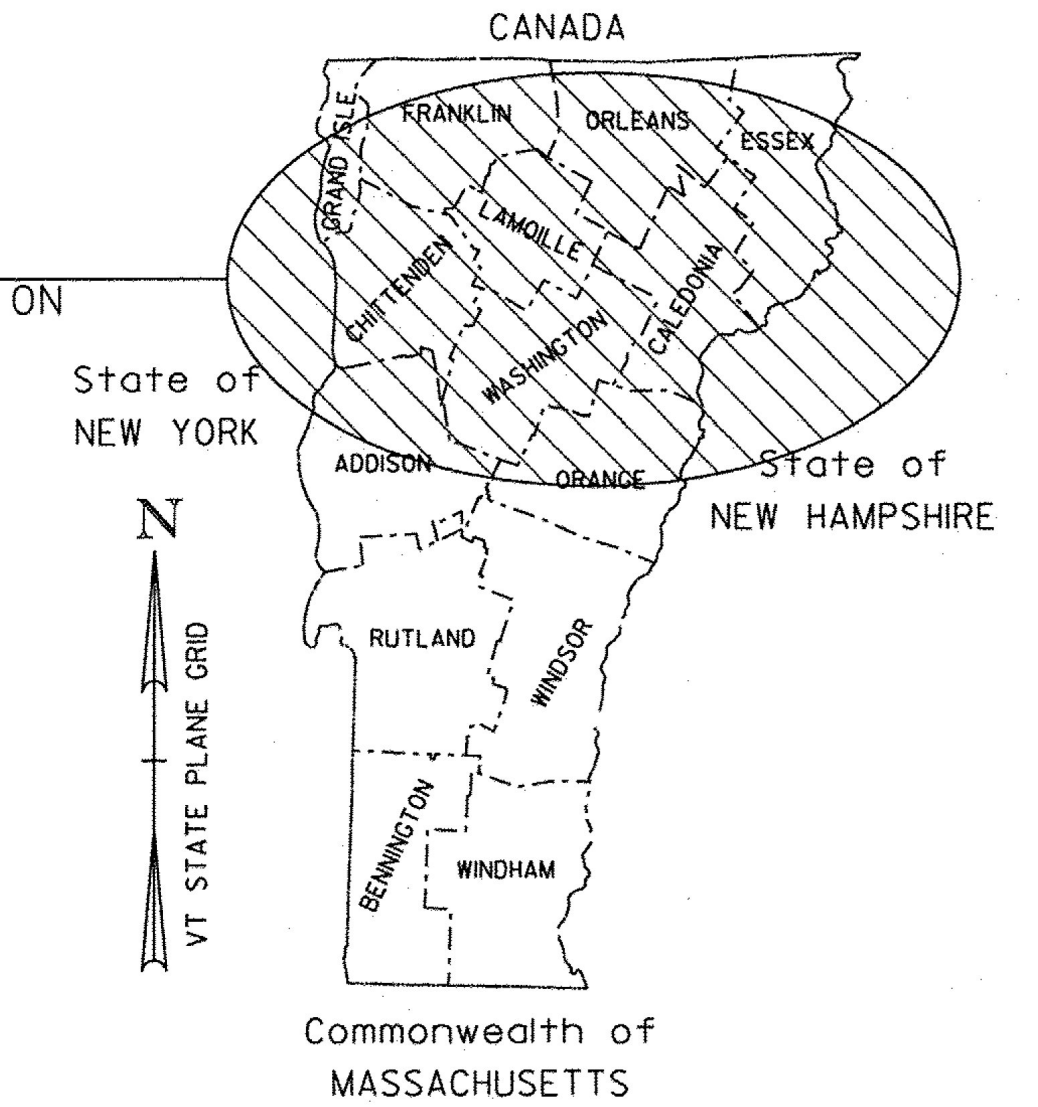 CANADA
FRANKLIN
ORLEANS
GRAND ISLE
ESSEX
LAMOILLE
CHITTENDEN
CALEDONIA
ON
WASHINGTON
State of
NEW YORK
ADDISON
ORANGE
State of
NEW HAMPSHIRE
N
RUTLAND
WINDSOR
VT STATE PLANE GRID
BENNINGTON
WINDHAM
Commonwealth of
MASSACHUSETTS